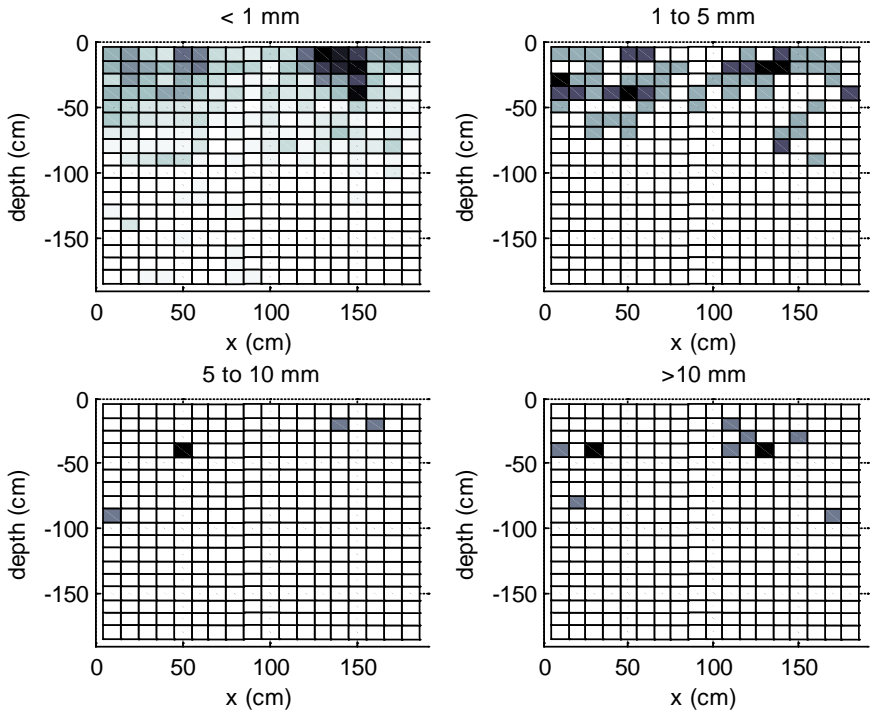 < 1 mm
1 to 5 mm
0
-50
-100
-150
depth (cm)
0 50 100 150
x (cm)
0
-50
-100
-150
depth (cm)
0 50 100 150
x (cm)
5 to 10 mm
>10 mm
0
-50
-100
-150
depth (cm)
0 50 100 150
x (cm)
0
-50
-100
-150
depth (cm)
0 50 100 150
x (cm)